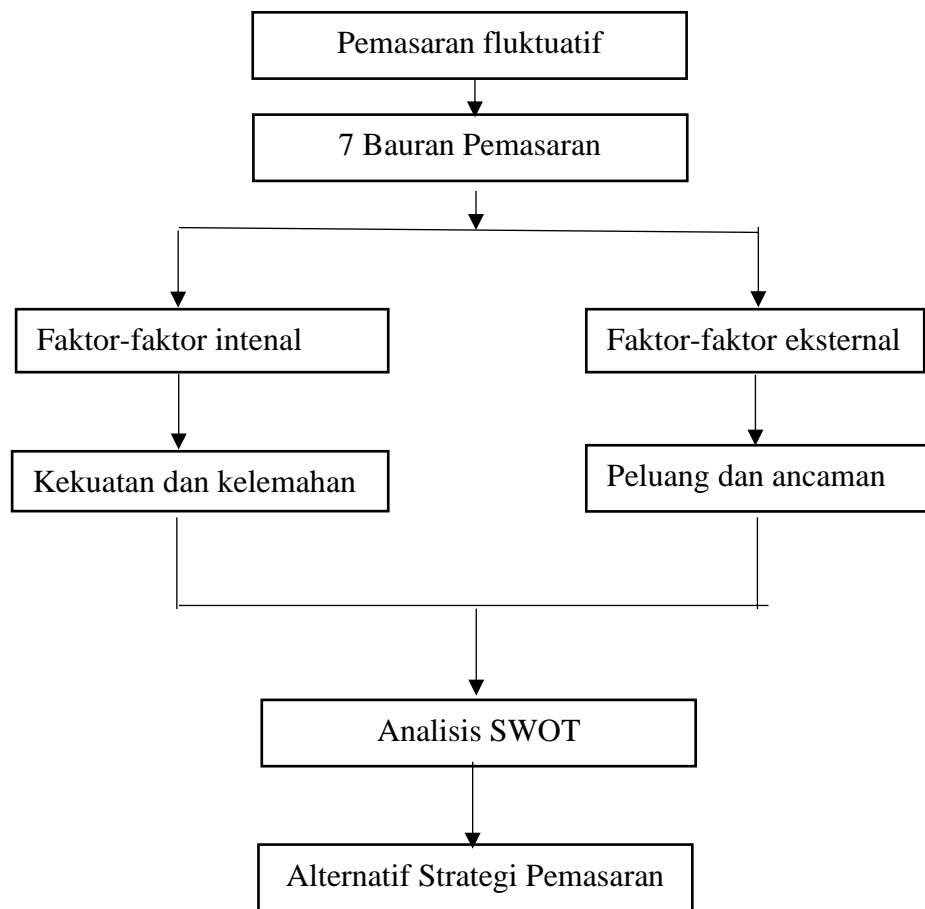 Pemasaran fluktuatif
7 Bauran Pemasaran
Faktor-faktor intenal
Faktor-faktor eksternal
Kekuatan dan kelemahan
Peluang dan ancaman
Analisis SWOT
Alternatif Strategi Pemasaran